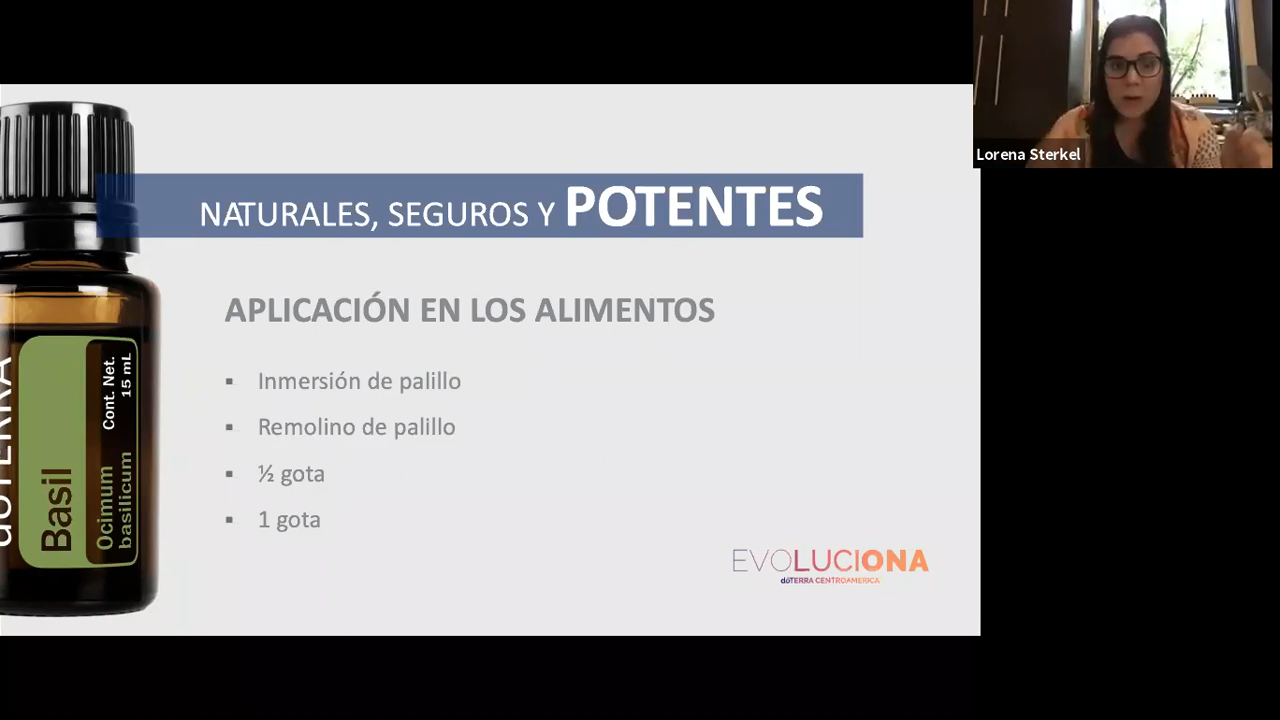 Lorena Sterkel
NATURALES, SEGUROS Y POTENTES
APLICACIÓN EN LOS ALIMENTOS
▪ Inmersión de palillo
▪ Remolino de palillo
▪ ½ gota
▪ 1 gota
dōTERRA
Basil
Ocimum
basilicum
Cont. Net.
15 mL
EVOLUCIONA
dōTERRA CENTROAMERICA